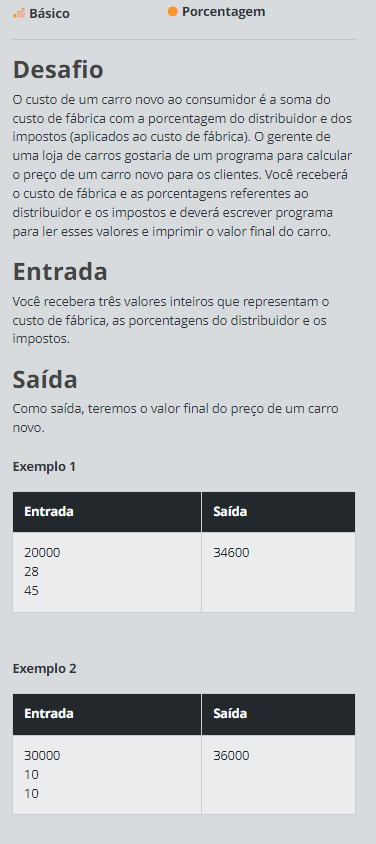 Básico
Porcentagem
Desafio
O custo de um carro novo ao consumidor é a soma do
custo de fábrica com a porcentagem do distribuidor e dos
impostos (aplicados ao custo de fábrica). O gerente de
uma loja de carros gostaria de um programa para calcular
o preço de um carro novo para os clientes. Você receberá
o custo de fábrica e as porcentagens referentes ao
distribuidor e os impostos e deverá escrever programa
para ler esses valores e imprimir o valor final do carro.
Entrada
Você recebera três valores inteiros que representam o
custo de fábrica, as porcentagens do distribuidor e os
impostos.
Saída
Como saída, teremos o valor final do preço de um carro
novo.
Exemplo 1
Entrada
Saída
20000
34600
28
45
Exemplo 2
Entrada
Saída
30000
36000
10
10